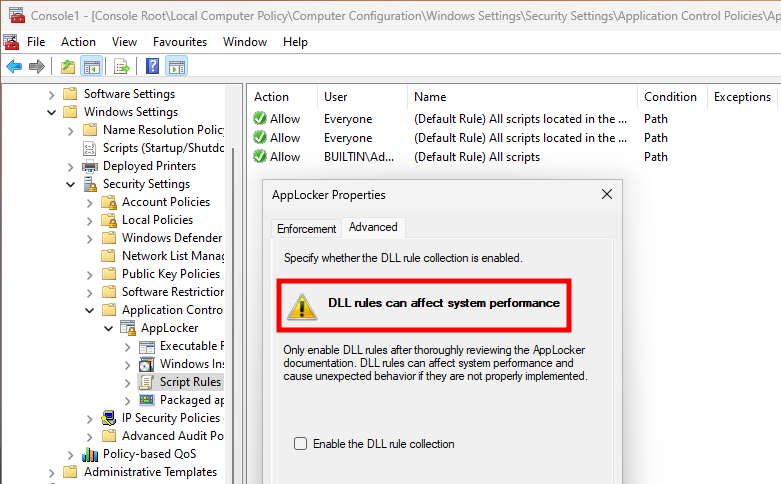 Console1 - [Console Root\Local Computer Policy\Computer Configuration\Windows Settings\Security Settings\Application Control Policies\Ap
File Action View Favourites Window Help
Software Settings
Windows Settings
Name Resolution Polic
Scripts (Startup/Shutdo
Deployed Printers
Security Settings
Account Policies
Local Policies
Windows Defender
Network List Manag
Public Key Policies
Software Restriction
Application Contro
AppLocker
Executable R
Windows Ins
Script Rules
Packaged ap
IP Security Policies
Advanced Audit Po
Policy-based QoS
Administrative Templates
Action User Name Condition Exceptions
Allow Everyone (Default Rule) All scripts located in the ... Path
Allow Everyone (Default Rule) All scripts located in the ... Path
Allow BUILTIN\Ad... (Default Rule) All scripts Path
AppLocker Properties
Enforcement Advanced
Specify whether the DLL rule collection is enabled.
DLL rules can affect system performance
Only enable DLL rules after thoroughly reviewing the AppLocker
documentation. DLL rules can affect system performance and
cause unexpected behavior if they are not properly implemented.
Enable the DLL rule collection